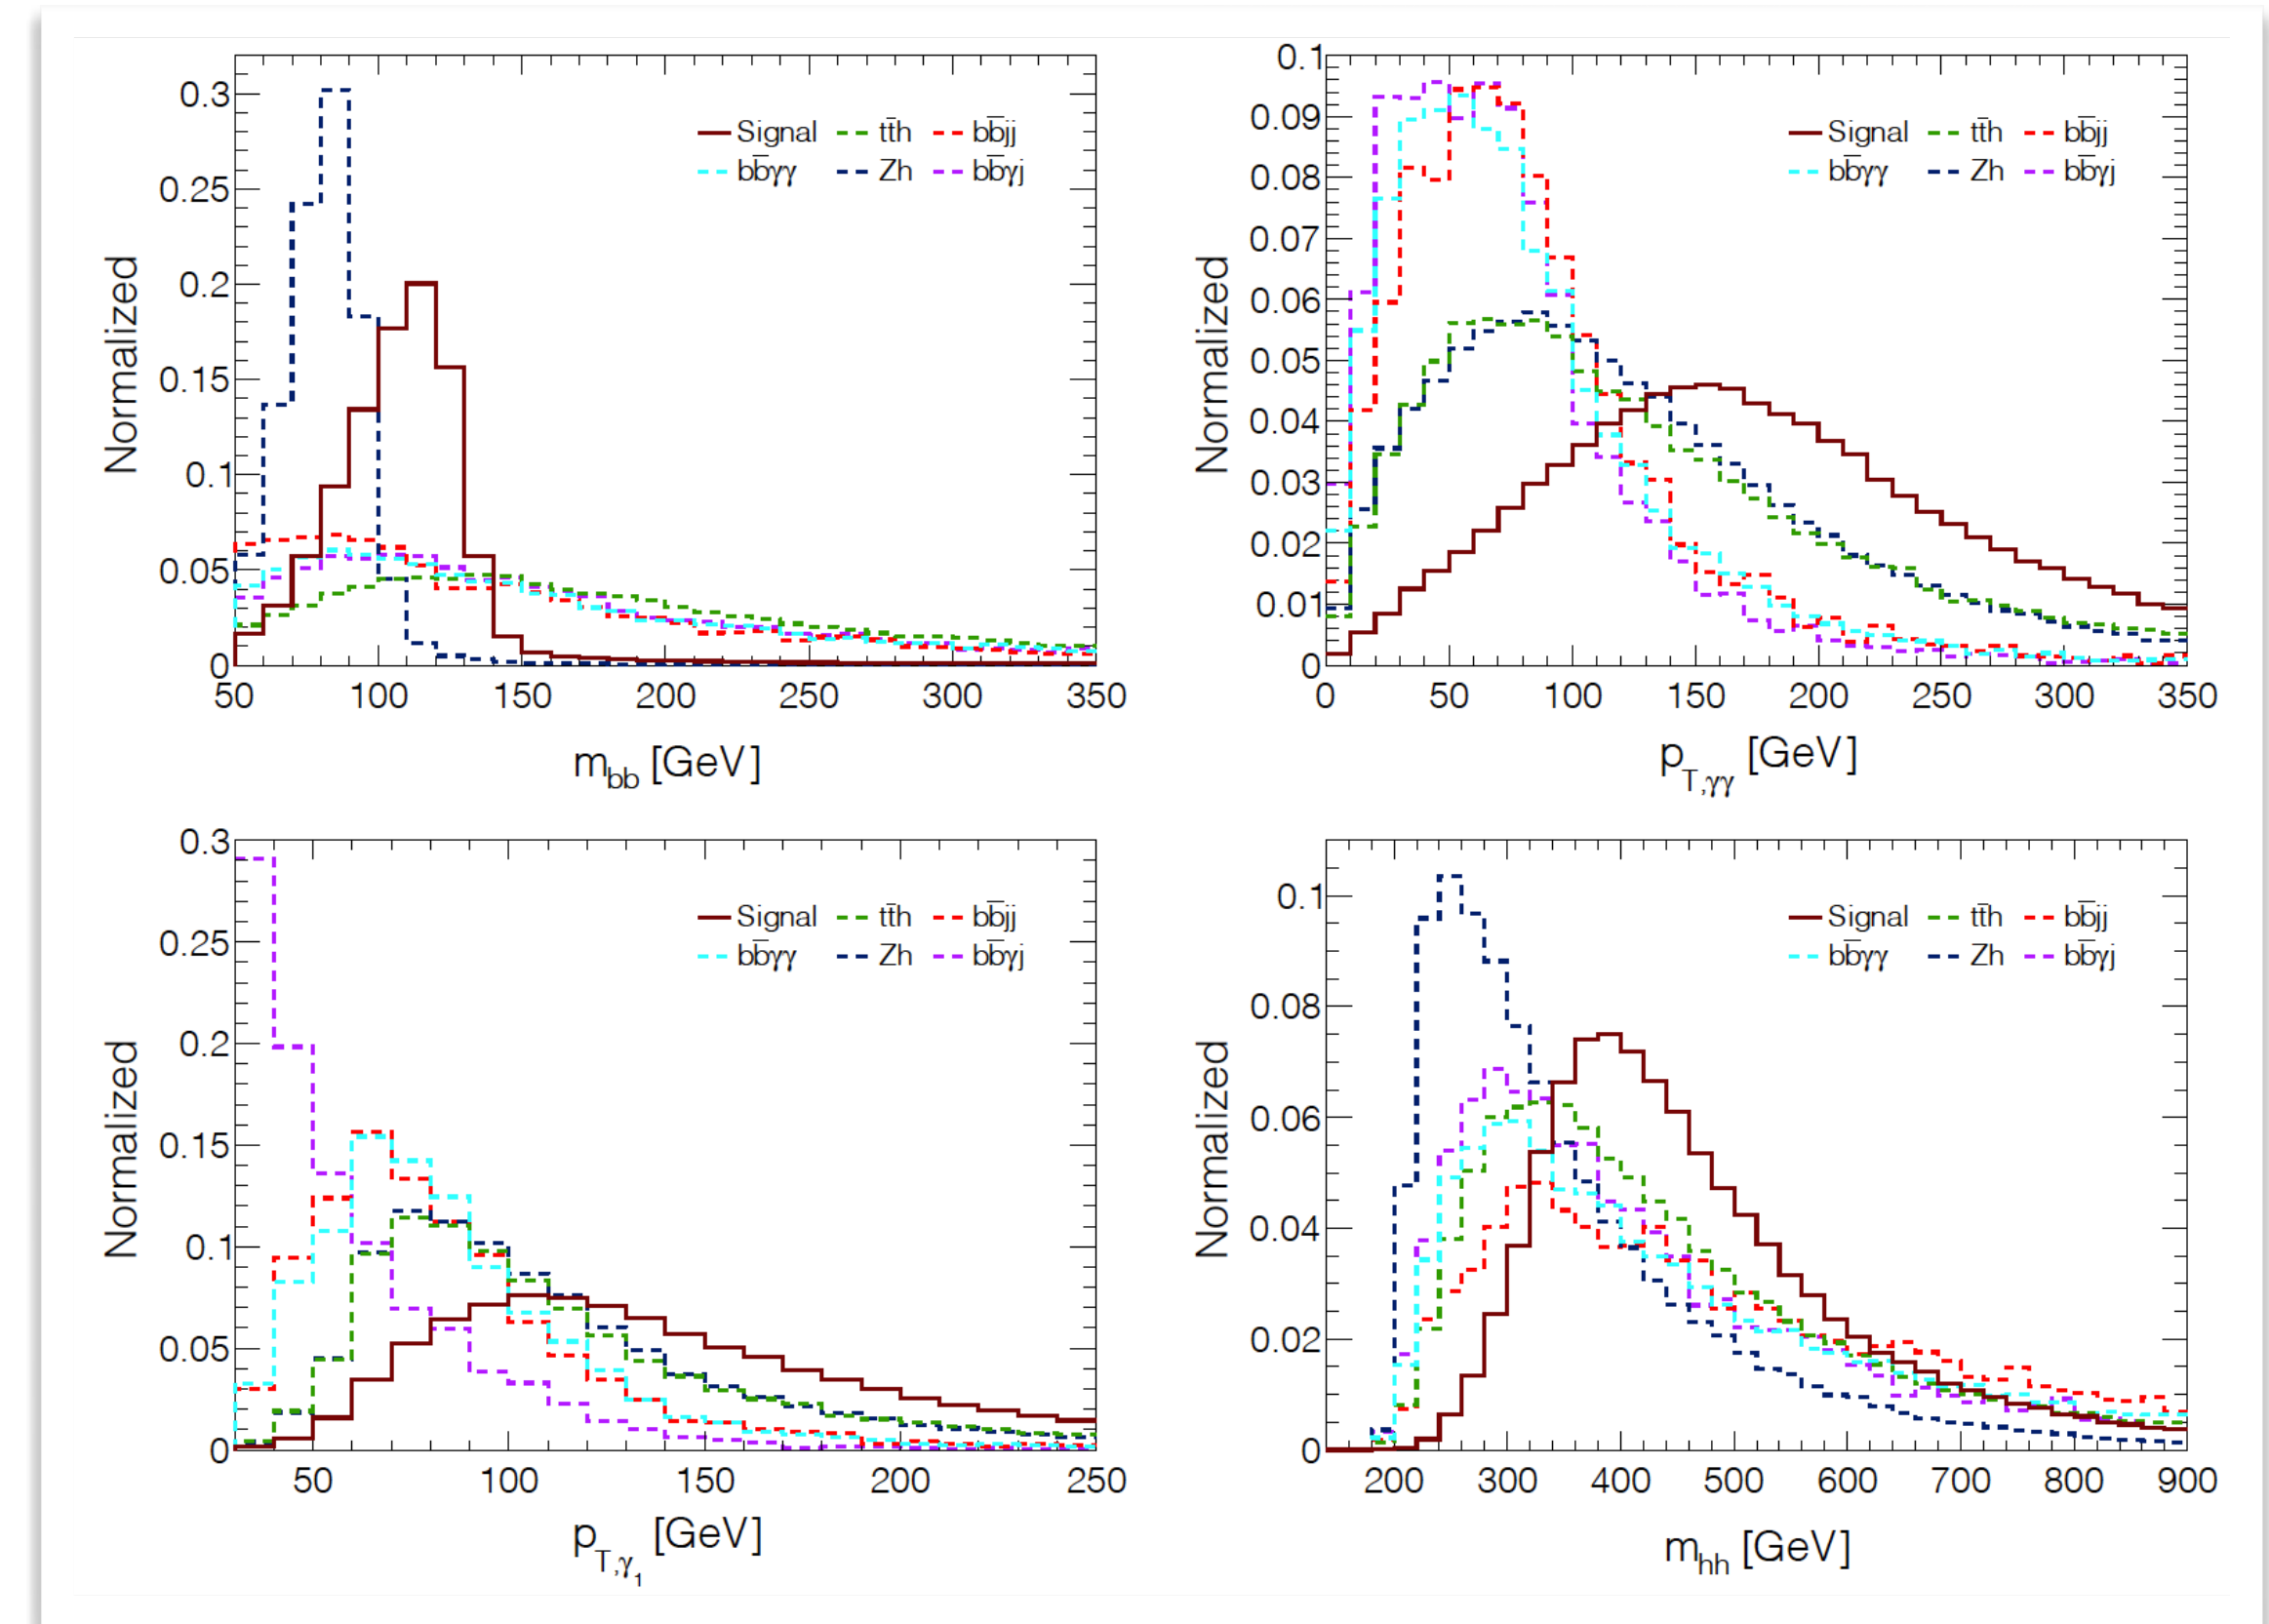 Normalized
0.3
0.25
0.2
0.15
0.1
0.05
0
Signal tt̅h bb̅jj
bb̅γγ Zh bb̅γj
50 100 150 200 250 300 350
m_bb [GeV]
Normalized
0.1
0.09
0.08
0.07
0.06
0.05
0.04
0.03
0.02
0.01
0
Signal tt̅h bb̅jj
bb̅γγ Zh bb̅γj
0 50 100 150 200 250 300 350
p_T,γγ [GeV]
Normalized
0.3
0.25
0.2
0.15
0.1
0.05
0
Signal tt̅h bb̅jj
bb̅γγ Zh bb̅γj
50 100 150 200 250
p_T,γ₁ [GeV]
Normalized
0.1
0.08
0.06
0.04
0.02
0
Signal tt̅h bb̅jj
bb̅γγ Zh bb̅γj
200 300 400 500 600 700 800 900
m_hh [GeV]